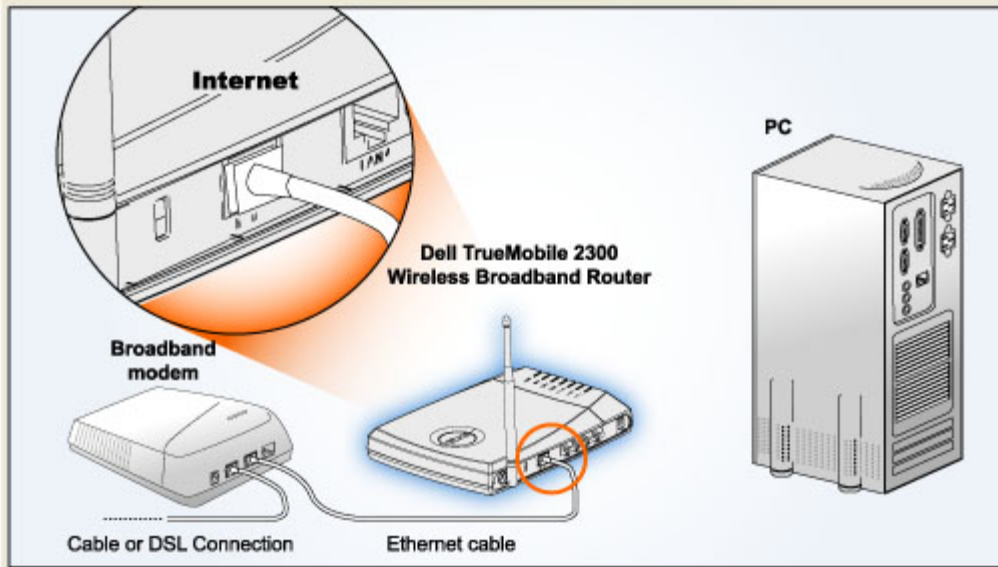 Internet
PC
Dell TrueMobile 2300
Wireless Broadband Router
Broadband
modem
Cable or DSL Connection
Ethernet cable